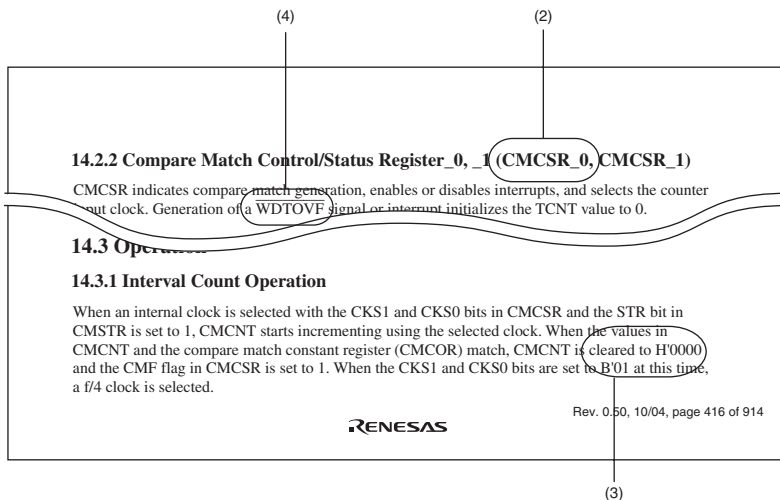 (4) (2)
14.2.2 Compare Match Control/Status Register_0, _1 (CMCSR_0, CMCSR_1)
CMCSR indicates compare match generation, enables or disables interrupts, and selects the counter
input clock. Generation of a WDTOVF signal or interrupt initializes the TCNT value to 0.
14.3 Operation
14.3.1 Interval Count Operation
When an internal clock is selected with the CKS1 and CKS0 bits in CMCSR and the STR bit in
CMSTR is set to 1, CMCNT starts incrementing using the selected clock. When the values in
CMCNT and the compare match constant register (CMCOR) match, CMCNT is cleared to H'0000
and the CMF flag in CMCSR is set to 1. When the CKS1 and CKS0 bits are set to B'01 at this time,
a f/4 clock is selected.
Rev. 0.50, 10/04, page 416 of 914
RENESAS
(3)